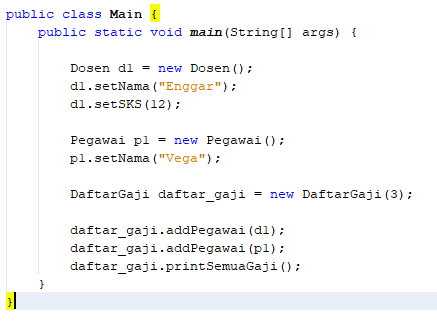 public class Main {
public static void main(String[] args) {
Dosen d1 = new Dosen();
d1.setNama("Enggar");
d1.setSKS(12);
Pegawai p1 = new Pegawai();
p1.setNama("Vega");
DaftarGaji daftar_gaji = new DaftarGaji(3);
daftar_gaji.addPegawai(d1);
daftar_gaji.addPegawai(p1);
daftar_gaji.printSemuaGaji();
}
}